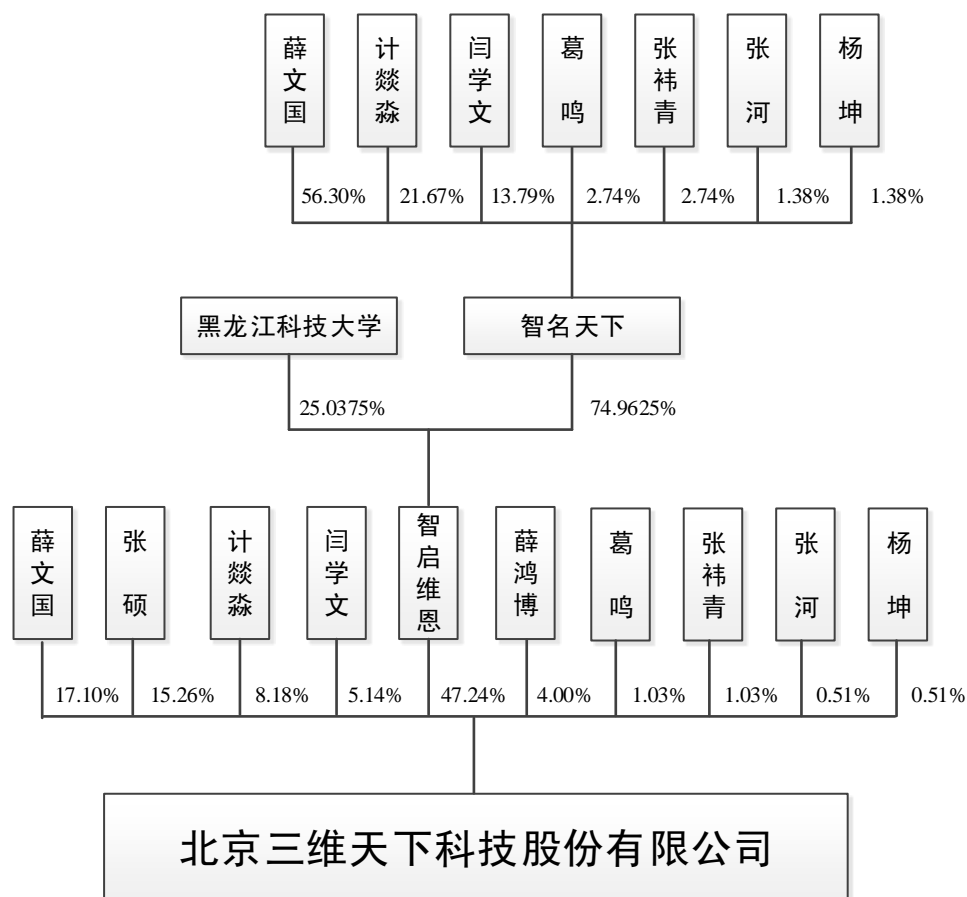 薛文国
计燚淼
闫学文
葛 鸣
张祎青
张 河
杨 坤
56.30%
21.67%
13.79%
2.74%
2.74%
1.38%
1.38%
黑龙江科技大学
智名天下
25.0375%
74.9625%
薛文国
张 硕
计燚淼
闫学文
智启维恩
薛鸿博
葛 鸣
张祎青
张 河
杨 坤
17.10%
15.26%
8.18%
5.14%
47.24%
4.00%
1.03%
1.03%
0.51%
0.51%
北京三维天下科技股份有限公司